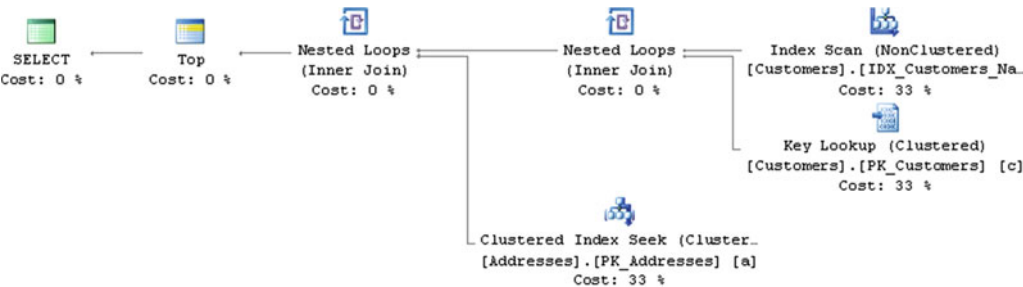 SELECT
Cost: 0 %
Top
Cost: 0 %
Nested Loops
(Inner Join)
Cost: 0 %
Nested Loops
(Inner Join)
Cost: 0 %
Index Scan (NonClustered)
[Customers].[IDX_Customers_Na…
Cost: 33 %
Key Lookup (Clustered)
[Customers].[PK_Customers] [c]
Cost: 33 %
Clustered Index Seek (Cluster…
[Addresses].[PK_Addresses] [a]
Cost: 33 %